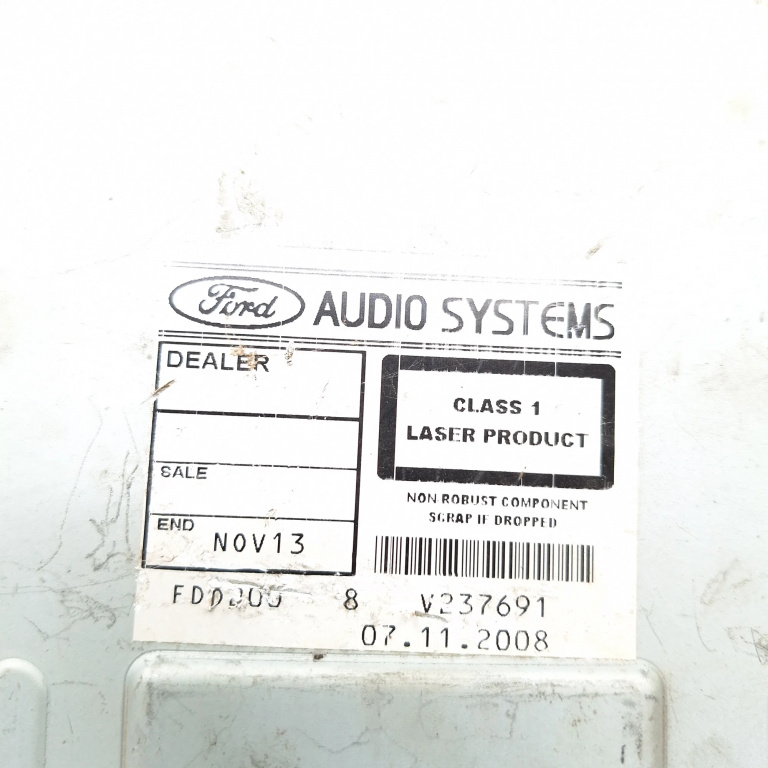 Ford AUDIO SYSTEMS
DEALER
SALE
END NOV13
CLASS 1
LASER PRODUCT
NON ROBUST COMPONENT
SCRAP IF DROPPED
8 V237691
07.11.2008